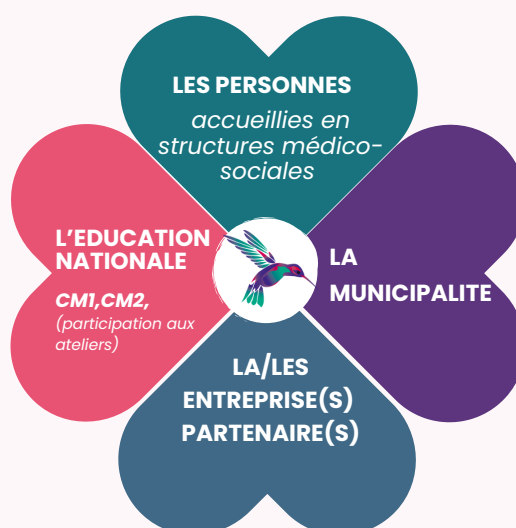 LES PERSONNES
accueillies en
structures médico-
sociales
L'EDUCATION
NATIONALE
CM1,CM2,
(participation aux
ateliers)
LA
MUNICIPALITE
LA/LES
ENTREPRISE(S)
PARTENAIRE(S)